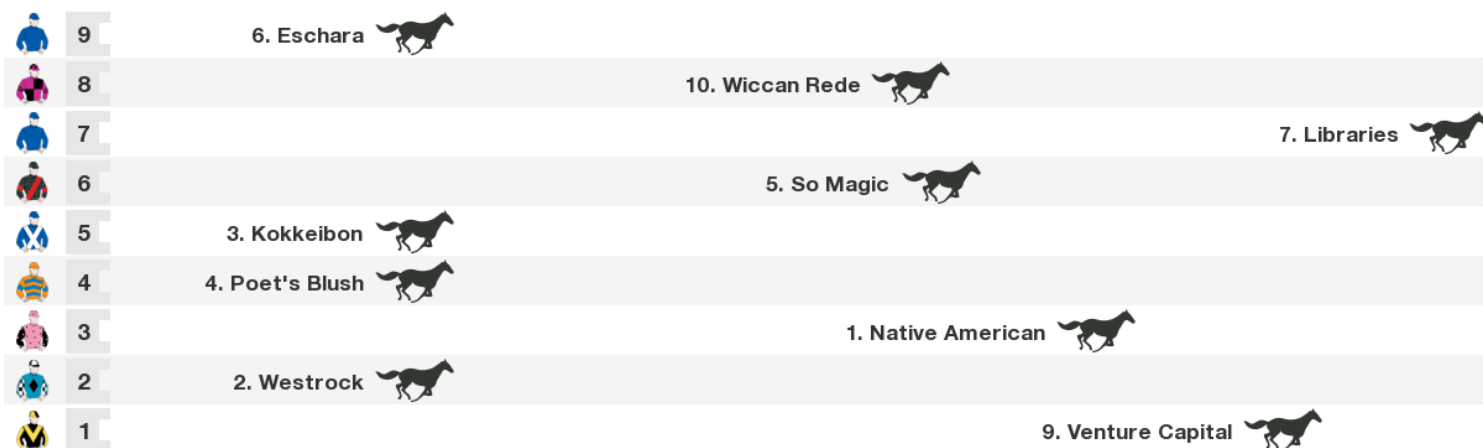 9 6. Eschara
8 10. Wiccan Rede
7 7. Libraries
6 5. So Magic
5 3. Kokkeibon
4 4. Poet's Blush
3 1. Native American
2 2. Westrock
1 9. Venture Capital